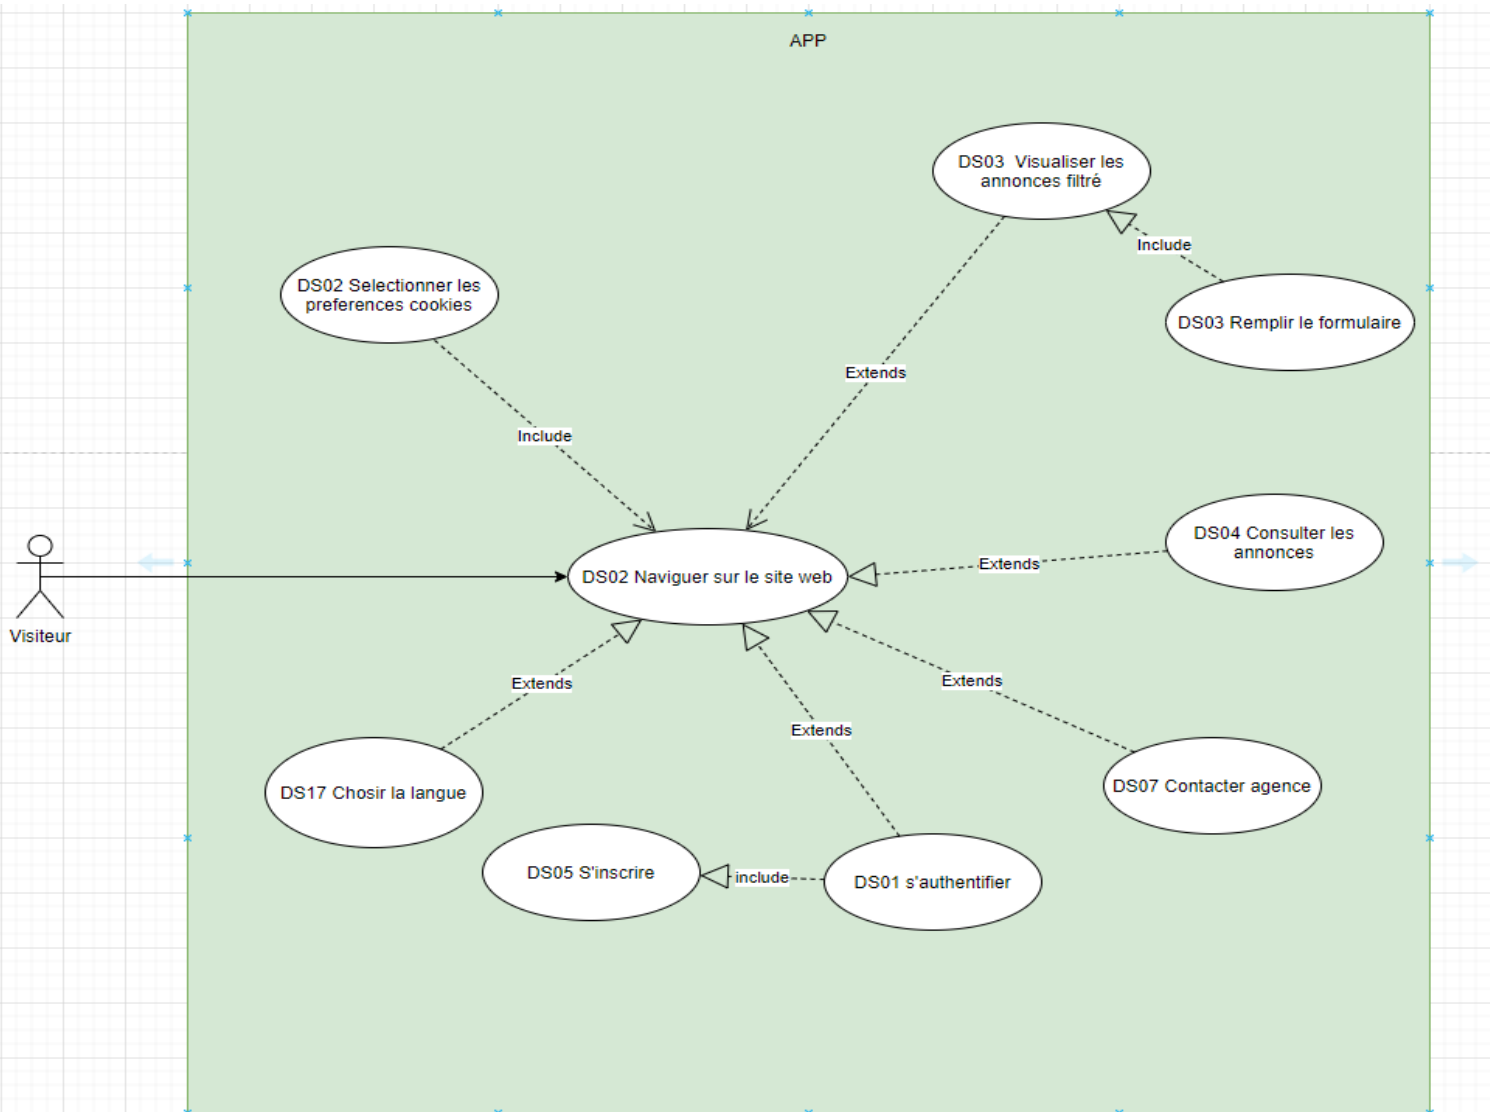 APP
DS03  Visualiser les
annonces filtré
Include
DS02 Selectionner les
preferences cookies
DS03 Remplir le formulaire
Extends
Include
DS04 Consulter les
annonces
Extends
DS02 Naviguer sur le site web
Visiteur
Extends
Extends
Extends
DS17 Chosir la langue
DS07 Contacter agence
DS05 S'inscrire
include
DS01 s'authentifier